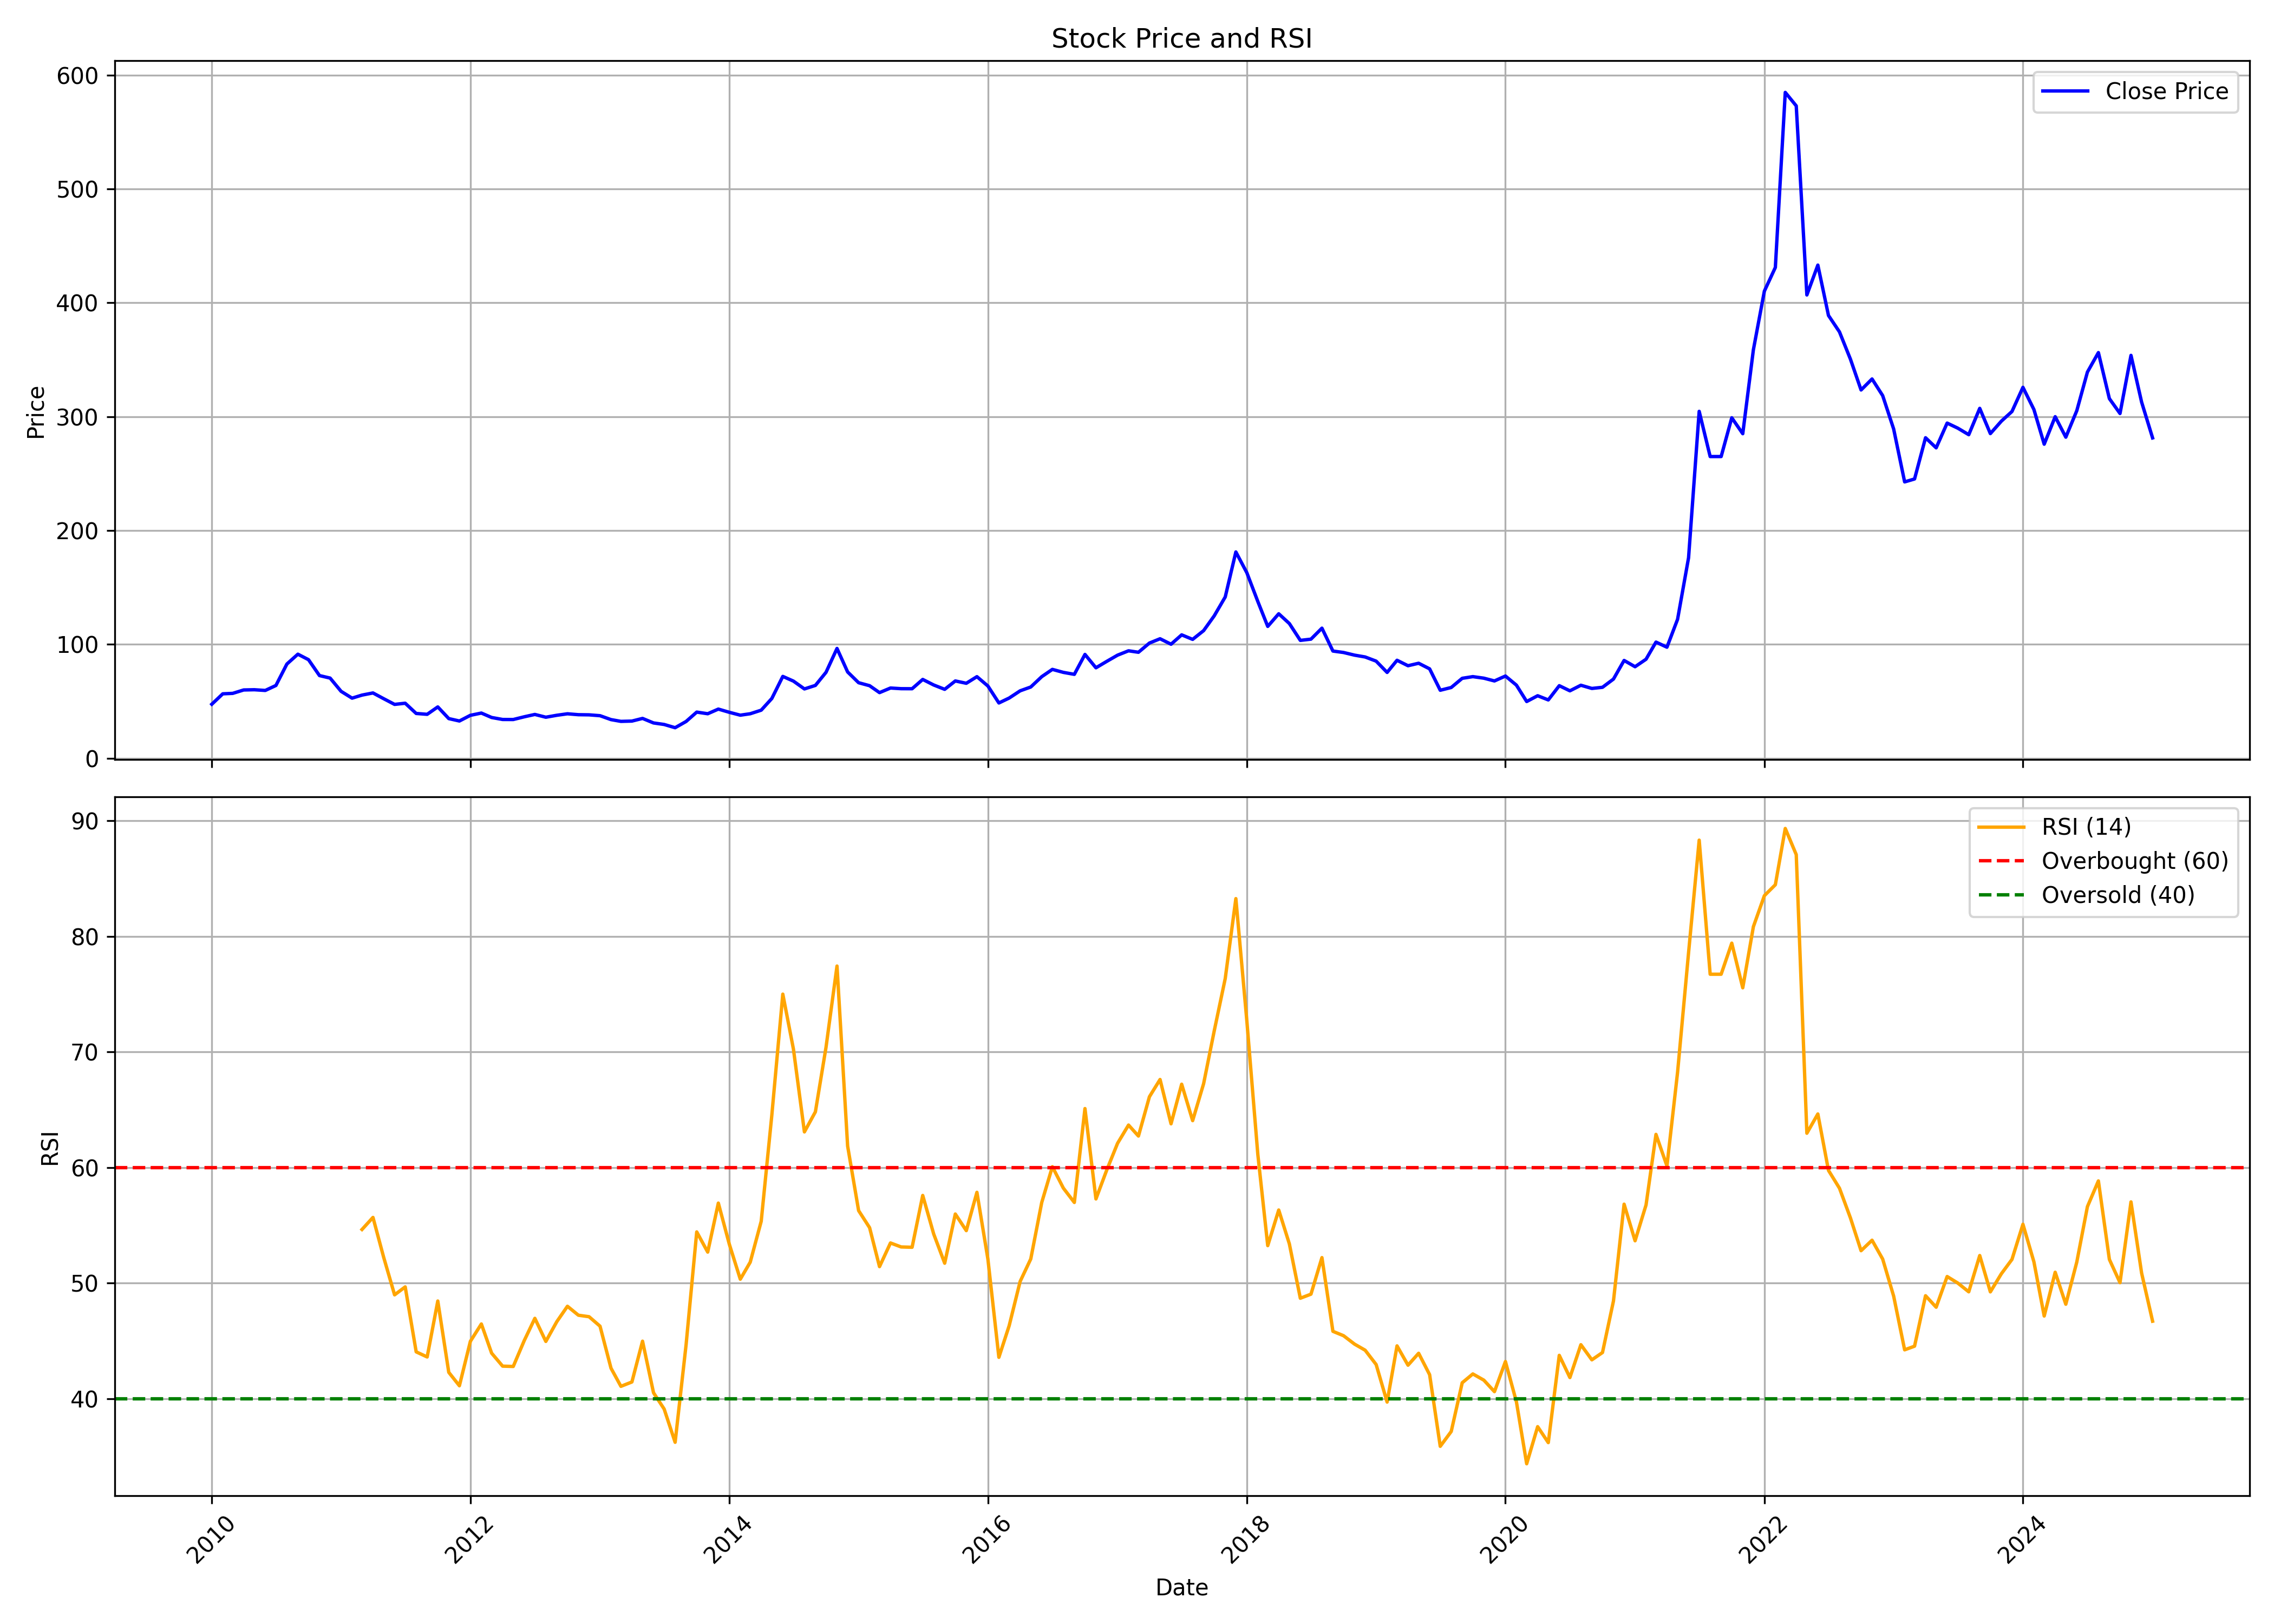 Stock Price and RSI
600
500
400
300
200
100
0
Price
Close Price
90
80
70
60
50
40
RSI
RSI (14)
Overbought (60)
Oversold (40)
2010
2012
2014
2016
2018
2020
2022
2024
Date